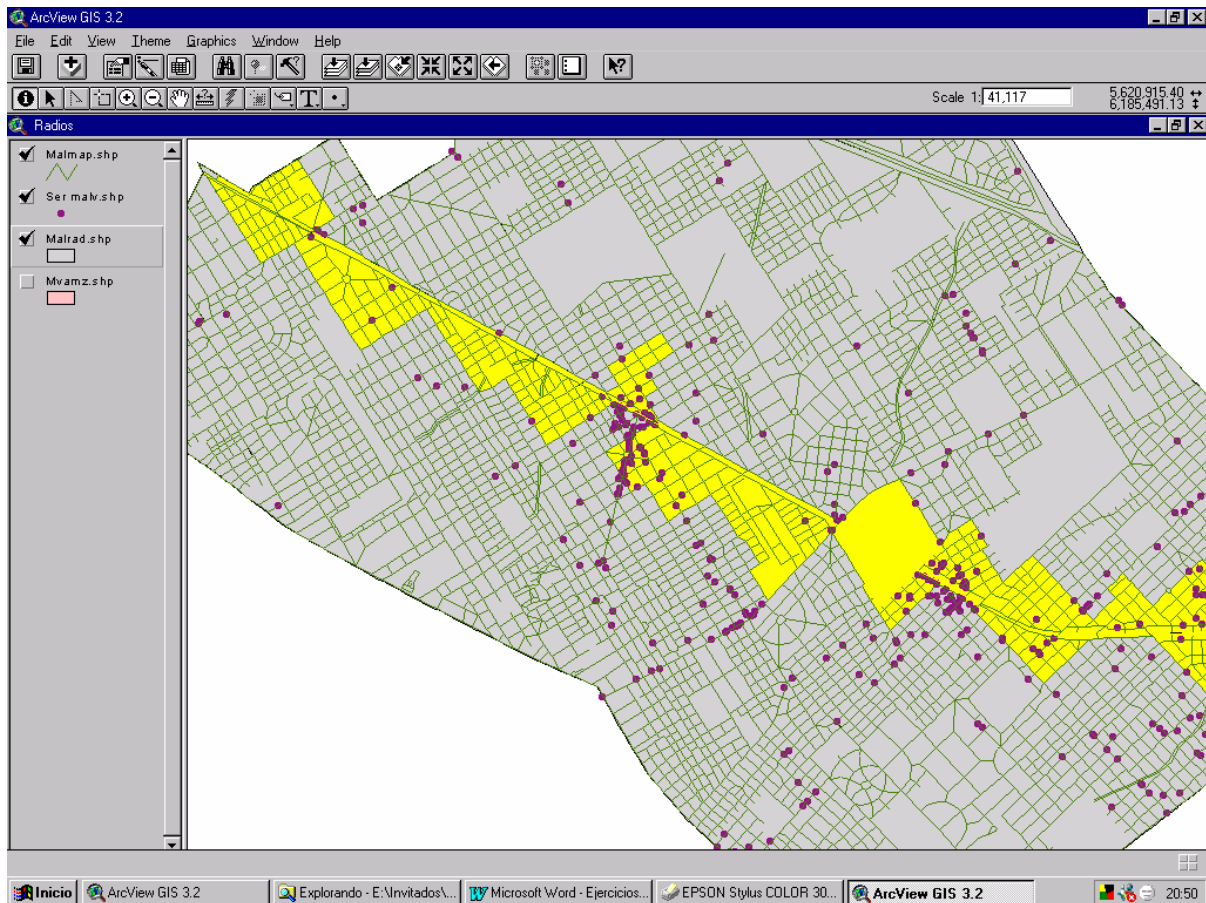 ArcView GIS 3.2
File Edit View Theme Graphics Window Help
Scale 1: 41,117
5,620,915.40
6,185,491.13
Radios
Malmap.shp
Ser malv.shp
Malrad.shp
Mvamz.shp
Inicio
ArcView GIS 3.2
Explorando - E:\Invitados\...
Microsoft Word - Ejercicios...
EPSON Stylus COLOR 30...
ArcView GIS 3.2
20:50